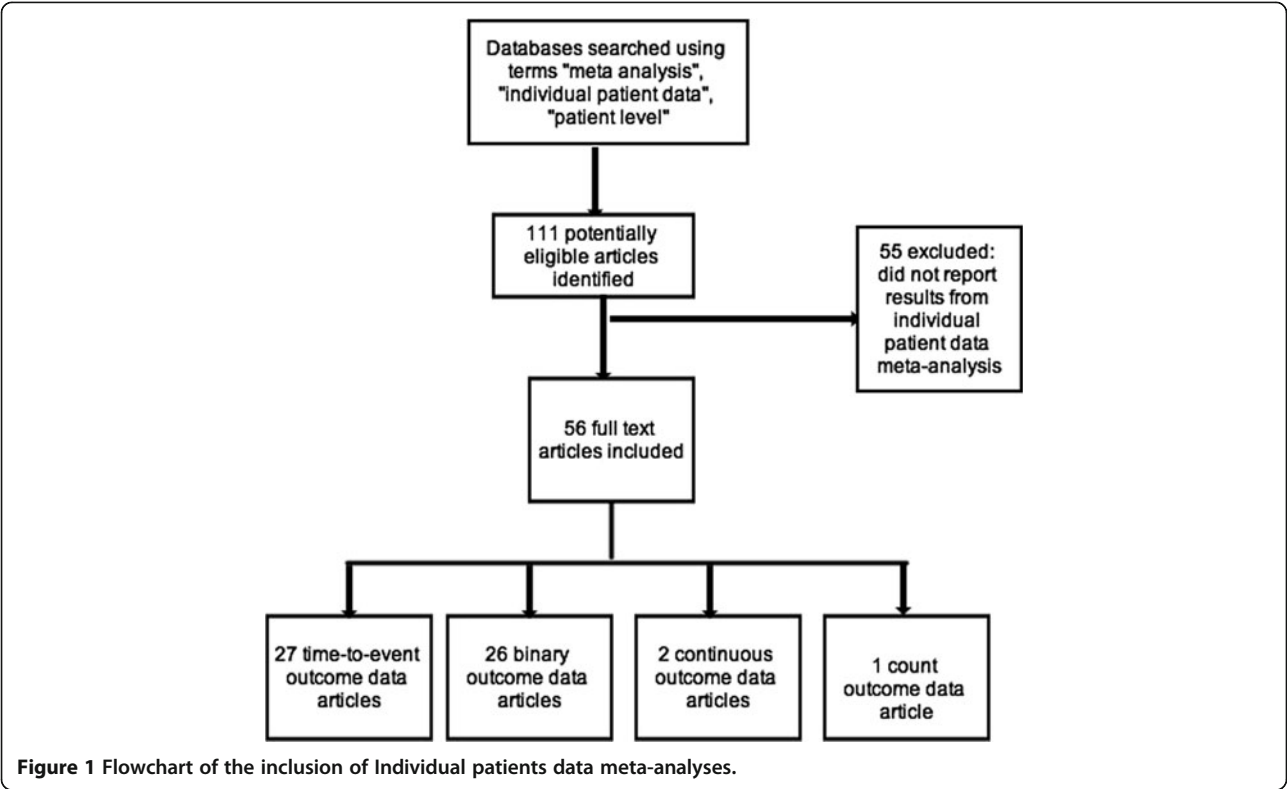 Databases searched using
terms "meta analysis",
"individual patient data",
"patient level"
111 potentially
eligible articles
identified
55 excluded:
did not report
results from
individual
patient data
meta-analysis
56 full text
articles included
27 time-to-event
outcome data
articles
26 binary
outcome data
articles
2 continuous
outcome data
articles
1 count
outcome data
article
Figure 1 Flowchart of the inclusion of Individual patients data meta-analyses.